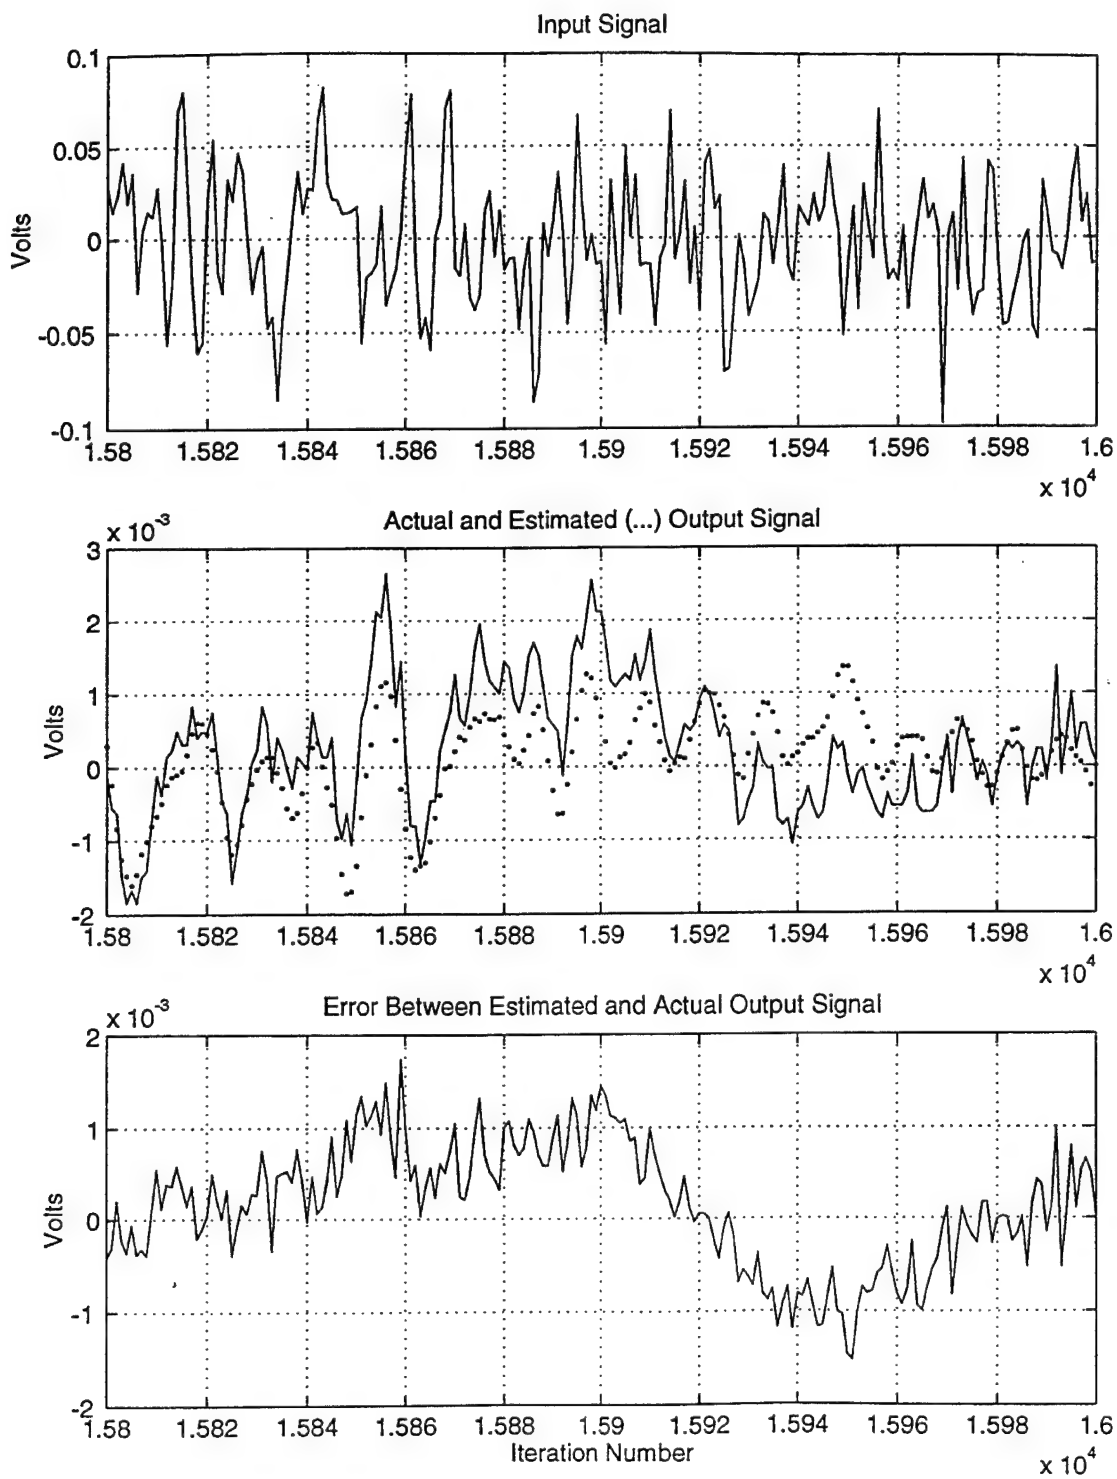 Input Signal
0.1
0.05
0
-0.05
-0.1
Volts
1.58 1.582 1.584 1.586 1.588 1.59 1.592 1.594 1.596 1.598 1.6
x 10^4
x 10^-3
Actual and Estimated (...) Output Signal
3
2
1
0
-1
-2
Volts
1.58 1.582 1.584 1.586 1.588 1.59 1.592 1.594 1.596 1.598 1.6
x 10^4
x 10^-3
Error Between Estimated and Actual Output Signal
2
1
0
-1
-2
Volts
1.58 1.582 1.584 1.586 1.588 1.59 1.592 1.594 1.596 1.598 1.6
Iteration Number
x 10^4